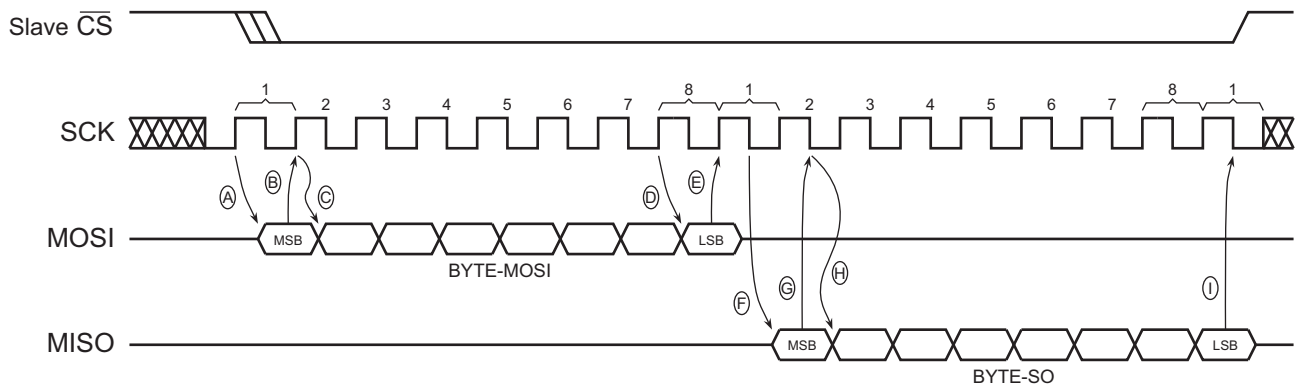 Slave CS
1 2 3 4 5 6 7 8 1 2 3 4 5 6 7 8 1
SCK
A B C D E
MOSI MSB LSB
BYTE-MOSI
F G H I
MISO MSB LSB
BYTE-SO